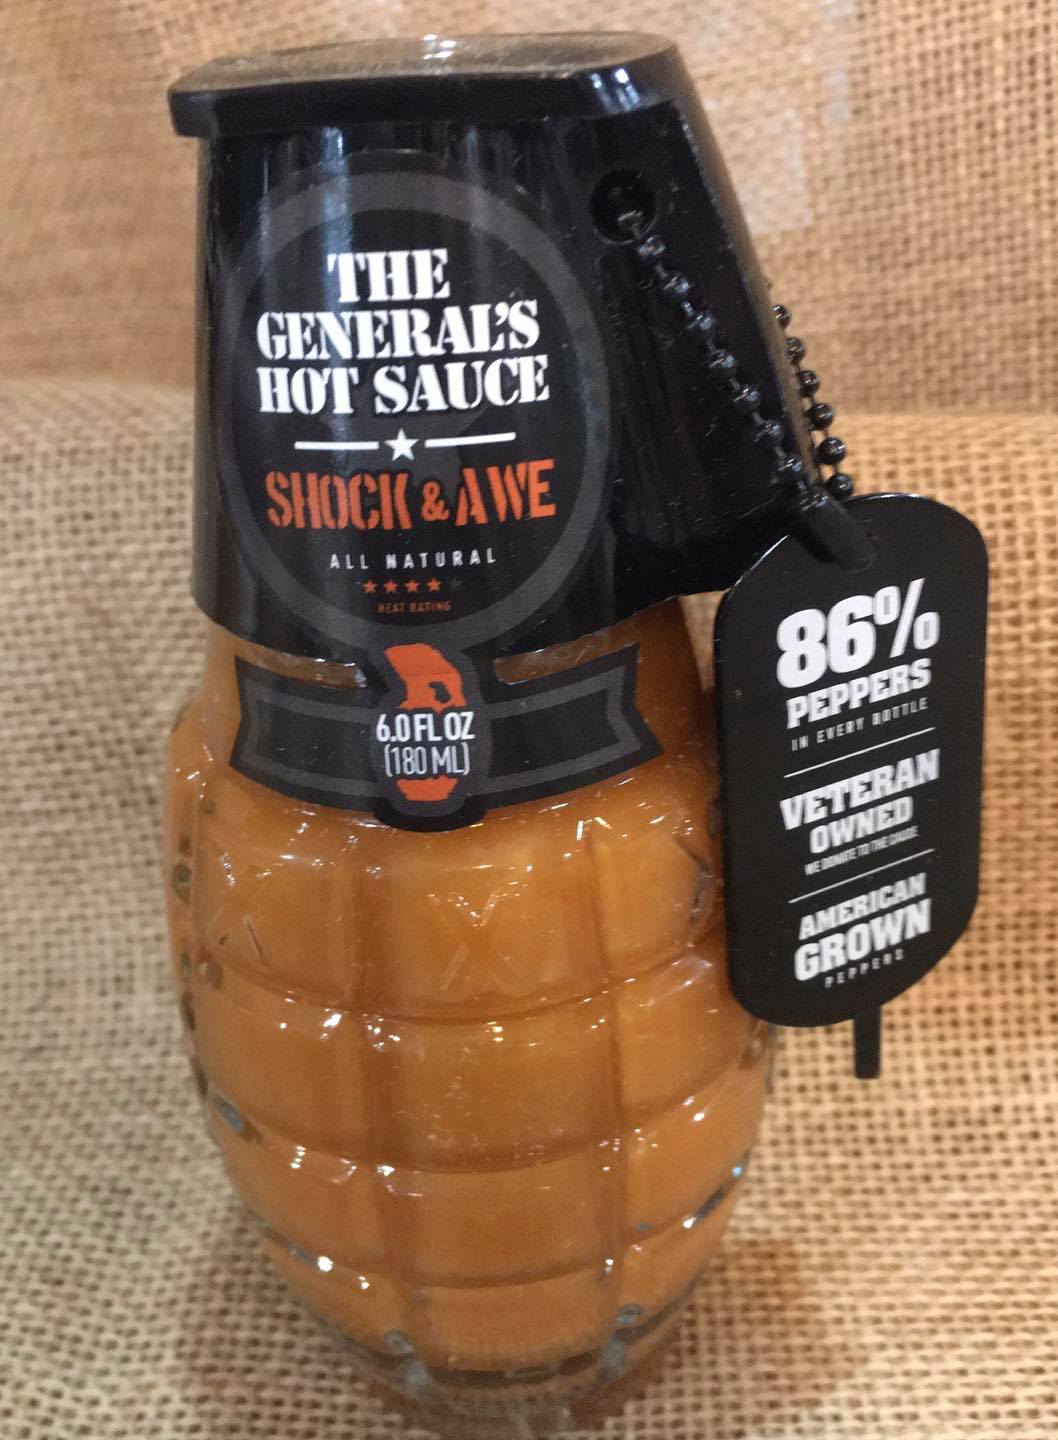 THE
GENERAL'S
HOT SAUCE
SHOCK & AWE
ALL NATURAL
HEAT RATING
6.0 FL OZ
(180 ML)
86%
PEPPERS
IN EVERY BOTTLE
VETERAN
OWNED
WE DONATE TO THE CAUSE
AMERICAN
GROWN
PEPPERS